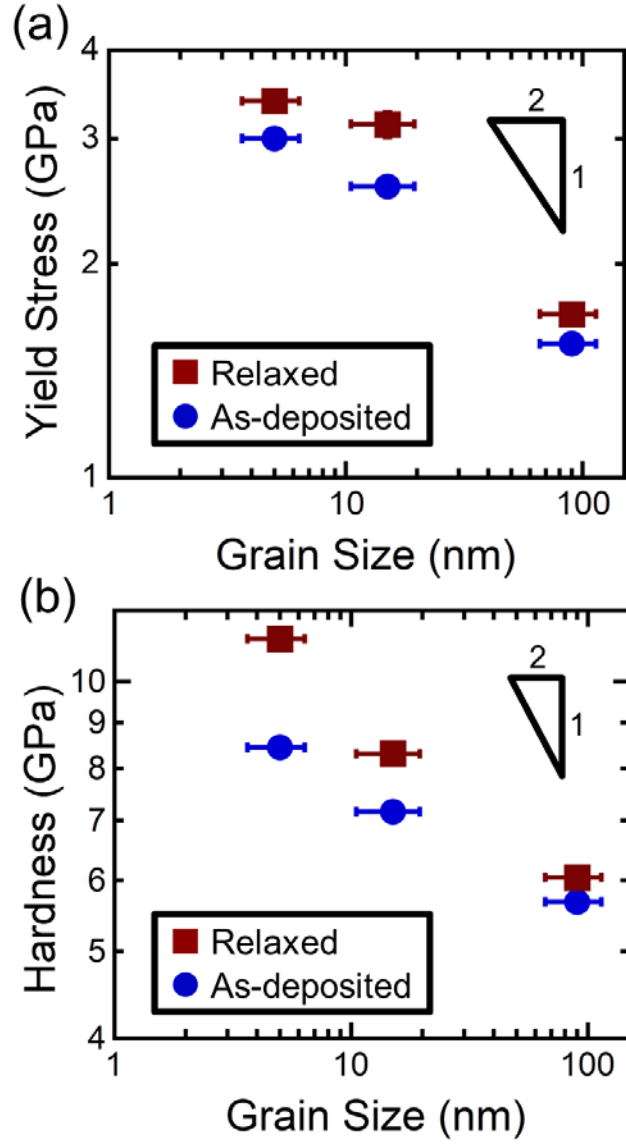 (a)
4
3
2
1
Yield Stress (GPa)
2
1
Relaxed
As-deposited
1
10
100
Grain Size (nm)
(b)
10
9
8
7
6
5
4
Hardness (GPa)
2
1
Relaxed
As-deposited
1
10
100
Grain Size (nm)